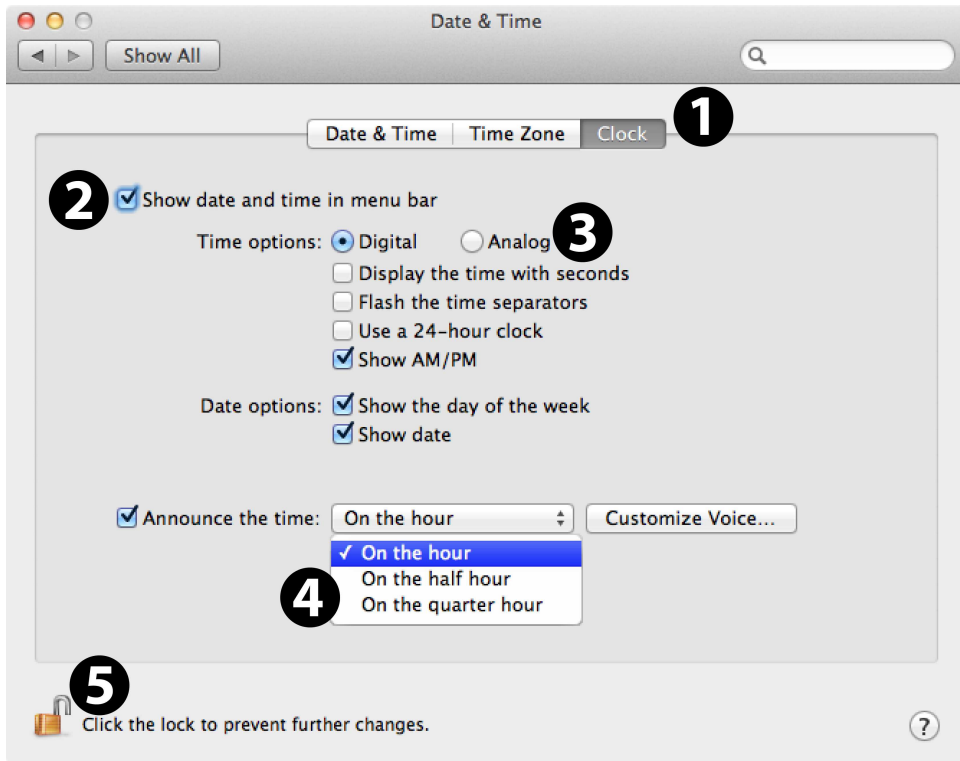 Date & Time
Show All
Date & Time Time Zone Clock 1
2 Show date and time in menu bar
Time options: Digital Analog 3
Display the time with seconds
Flash the time separators
Use a 24-hour clock
Show AM/PM
Date options: Show the day of the week
Show date
Announce the time: On the hour Customize Voice...
✓ On the hour
On the half hour
4 On the quarter hour
5
Click the lock to prevent further changes. ?